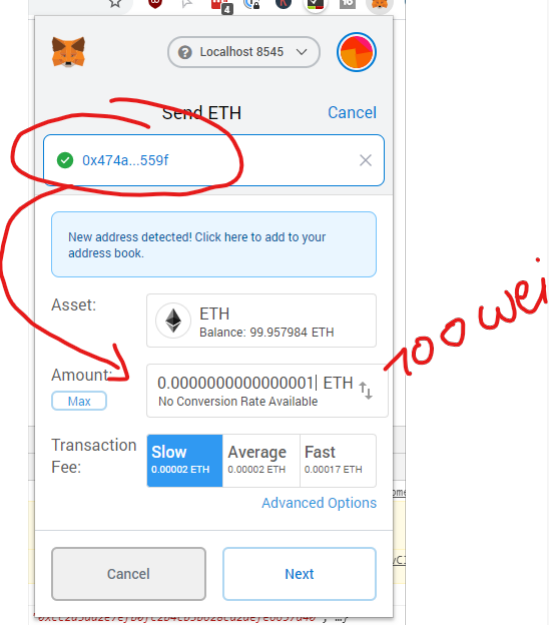 4
Localhost 8545
Send ETH
Cancel
0x474a...559f
New address detected! Click here to add to your
address book.
Asset:
ETH
Balance: 99.957984 ETH
100 wei
Amount:
0.0000000000000001 ETH
Max
No Conversion Rate Available
Transaction
Fee:
Slow
0.00002 ETH
Average
0.00002 ETH
Fast
0.00017 ETH
Advanced Options
Cancel
Next